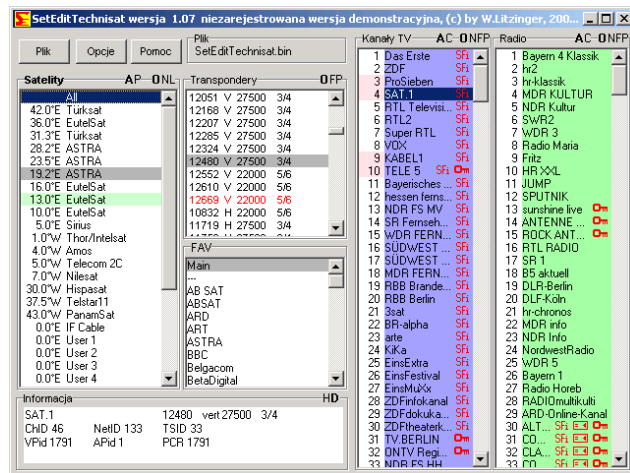 SetEditTechnisat wersja 1.07 niezarejestrowana wersja demonstracyjna, (c) by W.Litzinger, 200...
Plik
Opcje
Pomoc
Plik
SetEditTechnisat.bin
Satelity AP ONL
All
42.0°E Türksat
36.0°E EutelSat
31.3°E Türksat
28.2°E ASTRA
23.5°E ASTRA
19.2°E ASTRA
16.0°E EutelSat
13.0°E EutelSat
10.0°E EutelSat
5.0°E Sirius
1.0°W Thor/Intelsat
4.0°W Amos
5.0°W Telecom 2C
7.0°W Nilesat
30.0°W Hispasat
37.5°W Telstar11
43.0°W PanamSat
0.0°E IF Cable
0.0°E User 1
0.0°E User 2
0.0°E User 3
0.0°E User 4
Transpondery OFP
12051 V 27500 3/4
12168 V 27500 3/4
12207 V 27500 3/4
12285 V 27500 3/4
12324 V 27500 3/4
12480 V 27500 3/4
12552 V 22000 5/6
12610 V 22000 5/6
12669 V 22000 5/6
10832 H 22000 5/6
11719 H 27500 3/4
FAV
Main
---
AB SAT
ABSAT
ARD
ART
ASTRA
BBC
Belgacom
BetaDigital
Informacja HD
SAT.1 12480 vert 27500 3/4
ChID 46 NetID 133 TSID 33
VPid 1791 APid 1 PCR 1791
Kanały TV AC ONFP
1 Das Erste SFi
2 ZDF SFi
3 ProSieben SFi
4 SAT.1 SFi
5 RTL Televisi... SFi
6 RTL2 SFi
7 Super RTL SFi
8 VOX SFi
9 KABEL1 SFi
10 TELE 5 SFi
11 Bayerisches ... SFi
12 hessen ferns... SFi
13 NDR FS MV SFi
14 SR Fernseh... SFi
15 WDR FERN... SFi
16 SÜDWEST ... SFi
17 SÜDWEST ... SFi
18 MDR FERN... SFi
19 RBB Brande... SFi
20 RBB Berlin SFi
21 3sat SFi
22 BR-alpha SFi
23 arte SFi
24 KiKa SFi
25 EinsExtra SFi
26 EinsFestival SFi
27 EinsMuXx SFi
28 ZDFinfokanal SFi
29 ZDFdokuka... SFi
30 ZDFtheaterk... SFi
31 TV.BERLIN
32 ONTV Regi...
33 NDR FS HH
Radio AC ONFP
1 Bayern 4 Klassik
2 hr2
3 hr-klassik
4 MDR KULTUR
5 NDR Kultur
6 SWR2
7 WDR 3
8 Radio Maria
9 Fritz
10 HR XXL
11 JUMP
12 SPUTNIK
13 sunshine live
14 ANTENNE ...
15 ROCK ANT...
16 RTL RADIO
17 SR 1
18 B5 aktuell
19 DLR-Berlin
20 DLF-Köln
21 hr-chronos
22 MDR info
23 NDR Info
24 NordwestRadio
25 WDR 5
26 Bayern 1
27 Radio Horeb
28 RADIOmultikulti
29 ARD-Online-Kanal
30 ALT... SFi
31 CO... SFi
32 CLA... SFi
33 CO... SFi